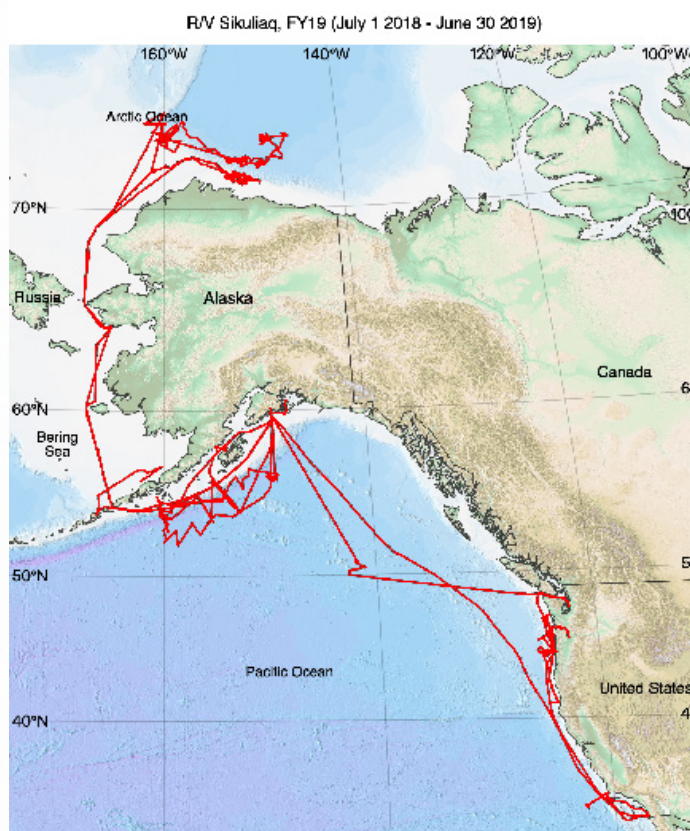 R/V Sikuliaq, FY19 (July 1 2018 - June 30 2019)
160°W 140°W 120°W 100°W
Arctic Ocean
70°N
Russia Alaska
Canada
60°N
Bering
Sea
50°N
Pacific Ocean
United States
40°N